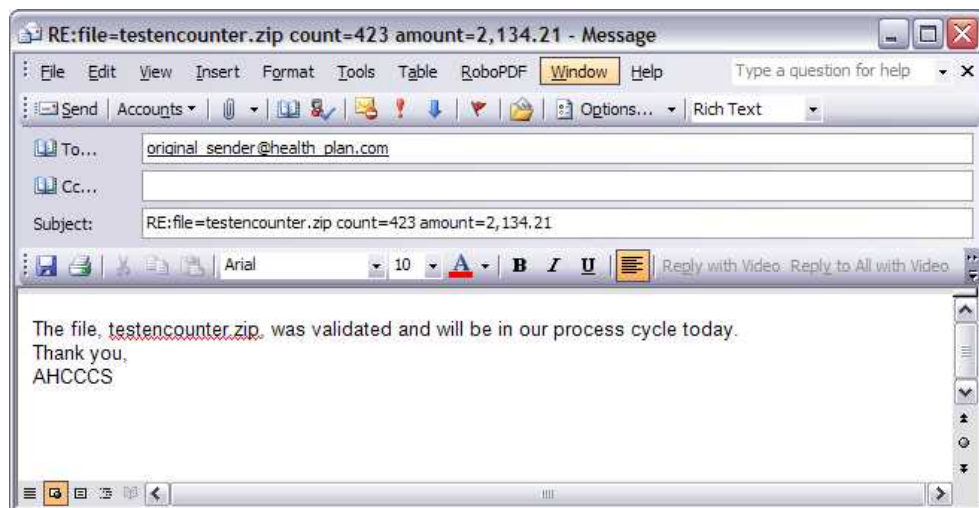 RE:file=testencounter.zip count=423 amount=2,134.21 - Message
File Edit View Insert Format Tools Table RoboPDF Window Help Type a question for help
Send Accounts Options... Rich Text
To... original_sender@health_plan.com
Cc...
Subject: RE:file=testencounter.zip count=423 amount=2,134.21
Arial 10 A B I U Reply with Video Reply to All with Video
The file, testencounter.zip, was validated and will be in our process cycle today.
Thank you,
AHCCCS